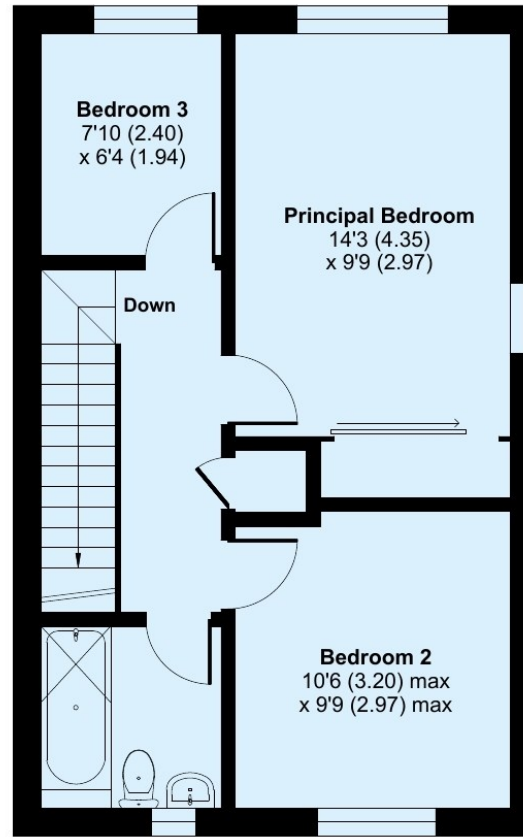 Bedroom 3
7'10 (2.40)
x 6'4 (1.94)
Principal Bedroom
14'3 (4.35)
x 9'9 (2.97)
Down
Bedroom 2
10'6 (3.20) max
x 9'9 (2.97) max